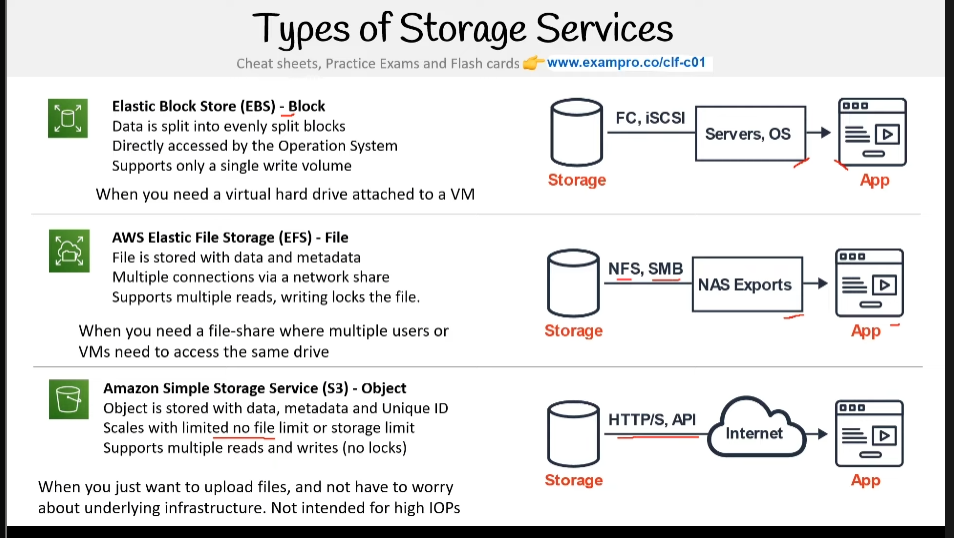 Types of Storage Services
Cheat sheets, Practice Exams and Flash cards 👉 www.exampro.co/clf-c01
Elastic Block Store (EBS) - Block
Data is split into evenly split blocks
Directly accessed by the Operation System
Supports only a single write volume
When you need a virtual hard drive attached to a VM
FC, iSCSI
Servers, OS
Storage
App
AWS Elastic File Storage (EFS) - File
File is stored with data and metadata
Multiple connections via a network share
Supports multiple reads, writing locks the file.
When you need a file-share where multiple users or
VMs need to access the same drive
NFS, SMB
NAS Exports
Storage
App
Amazon Simple Storage Service (S3) - Object
Object is stored with data, metadata and Unique ID
Scales with limited no file limit or storage limit
Supports multiple reads and writes (no locks)
When you just want to upload files, and not have to worry
about underlying infrastructure. Not intended for high IOPs
HTTP/S, API
Internet
Storage
App